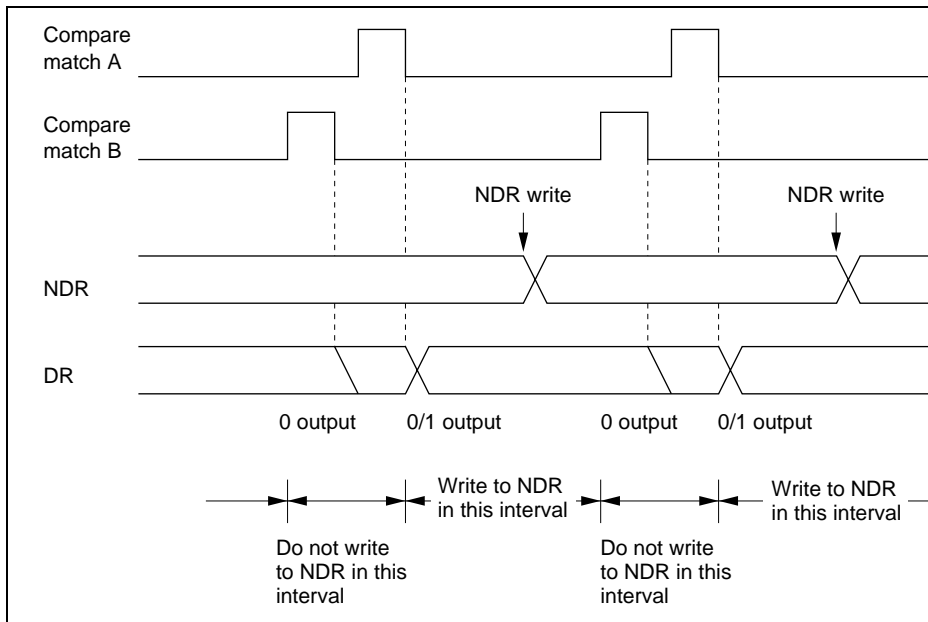 Compare
match A
Compare
match B
NDR write
NDR write
NDR
DR
0 output
0/1 output
0 output
0/1 output
Write to NDR
in this interval
Write to NDR
in this interval
Do not write
to NDR in this
interval
Do not write
to NDR in this
interval